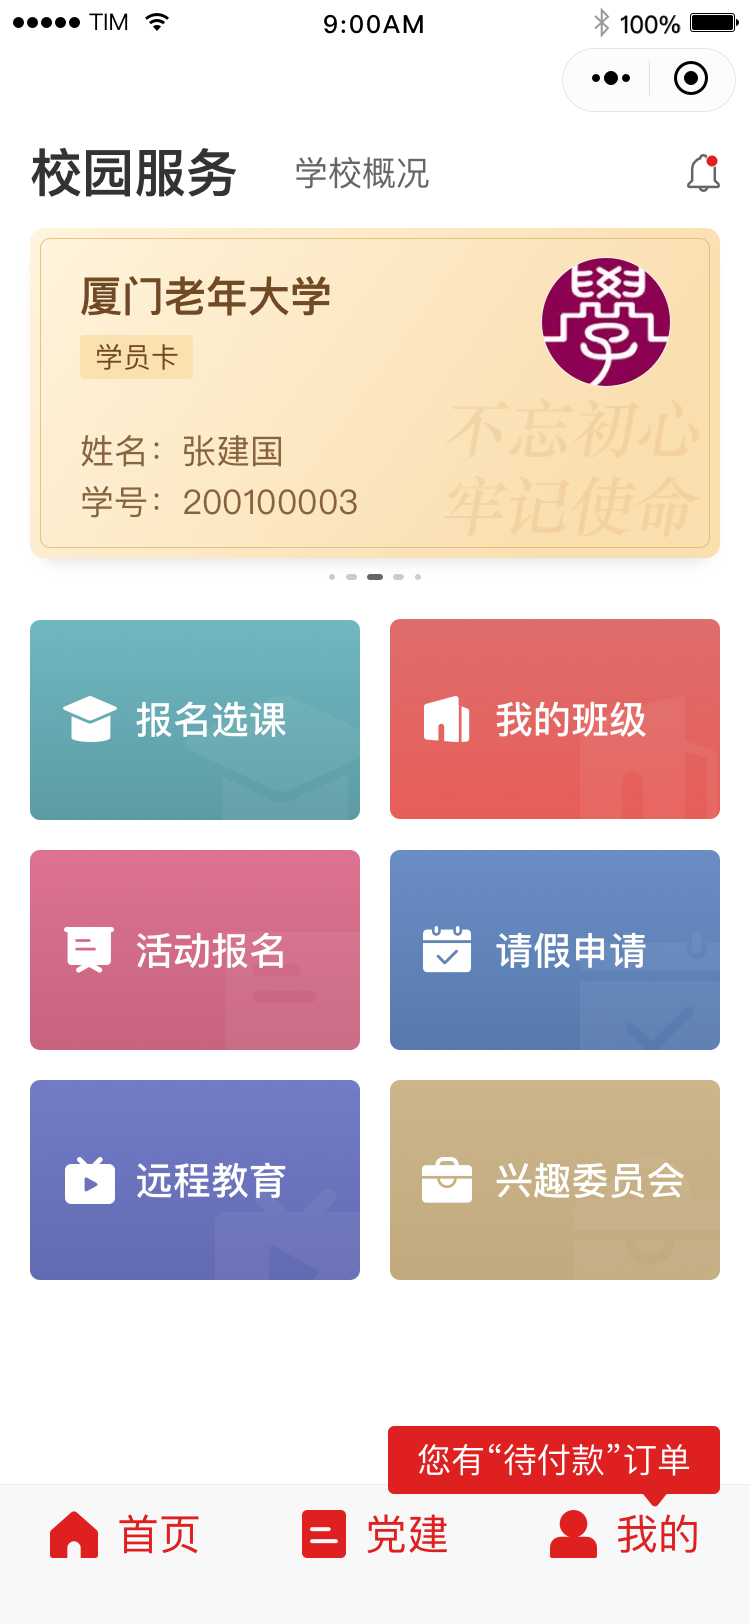 TIM 9:00AM 100%
校园服务 学校概况
厦门老年大学
學
学员卡
不忘初心
牢记使命
姓名：张建国
学号：200100003
报名选课 我的班级
活动报名 请假申请
远程教育 兴趣委员会
您有“待付款”订单
首页 党建 我的